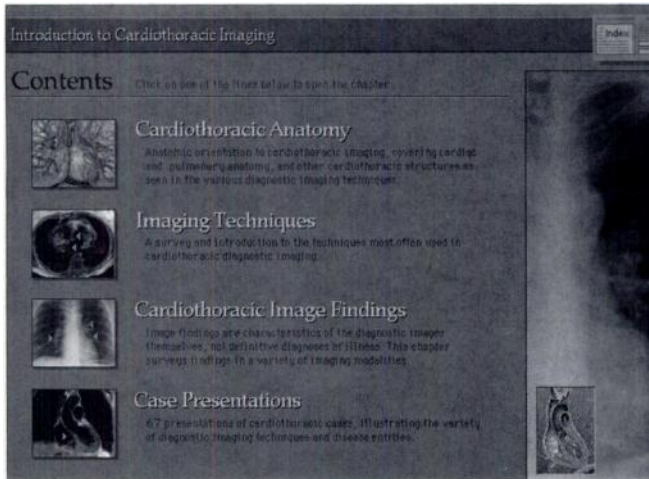 Introduction to Cardiothoracic Imaging
Index
Contents
Click on one of the lines below to open the chapter.
Cardiothoracic Anatomy
Anatomic orientation to cardiothoracic imaging, covering cardiac
and pulmonary anatomy, and other cardiothoracic structures as
seen in the various diagnostic imaging techniques.
Imaging Techniques
A survey and introduction to the techniques most often used in
cardiothoracic diagnostic imaging.
Cardiothoracic Image Findings
Image findings are characteristics of the diagnostic images
themselves, not definitive diagnoses of illness. This chapter
surveys findings in a variety of imaging modalities.
Case Presentations
67 presentations of cardiothoracic cases, illustrating the variety
of diagnostic imaging techniques and disease entities.